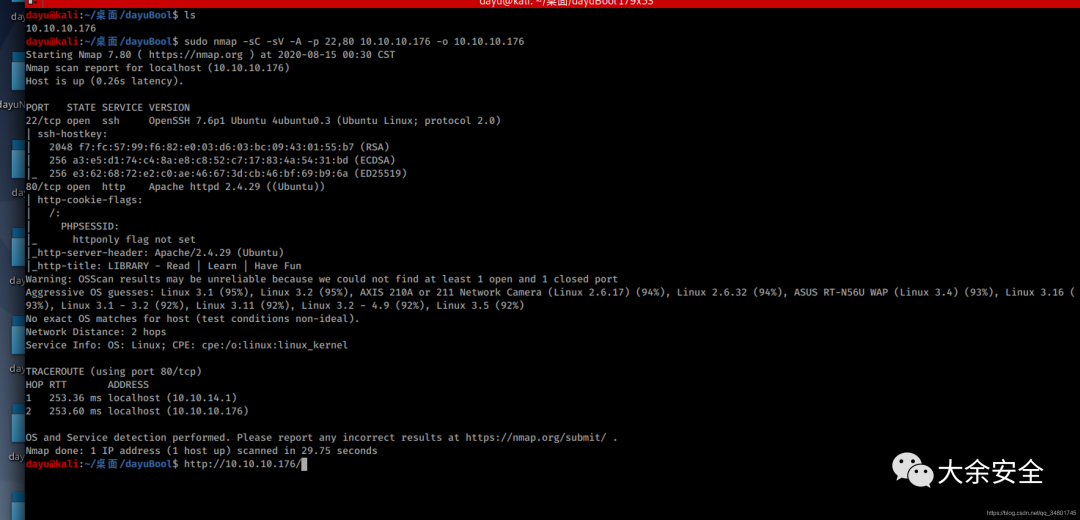 dayu@kali: ~/桌面/dayuBool 179x53
dayu@kali:~/桌面/dayuBool$ ls
10.10.10.176
dayu@kali:~/桌面/dayuBool$ sudo nmap -sC -sV -A -p 22,80 10.10.10.176 -o 10.10.10.176
Starting Nmap 7.80 ( https://nmap.org ) at 2020-08-15 00:30 CST
Nmap scan report for localhost (10.10.10.176)
Host is up (0.26s latency).
PORT   STATE SERVICE VERSION
22/tcp open  ssh     OpenSSH 7.6p1 Ubuntu 4ubuntu0.3 (Ubuntu Linux; protocol 2.0)
| ssh-hostkey:
|   2048 f7:fc:57:99:f6:82:e0:03:d6:03:bc:09:43:01:55:b7 (RSA)
|   256 a3:e5:d1:74:c4:8a:e8:c8:52:c7:17:83:4a:54:31:bd (ECDSA)
|_  256 e3:62:68:72:e2:c0:ae:46:67:3d:cb:46:bf:69:b9:6a (ED25519)
80/tcp open  http    Apache httpd 2.4.29 ((Ubuntu))
| http-cookie-flags:
|   /:
|     PHPSESSID:
|_      httponly flag not set
|_http-server-header: Apache/2.4.29 (Ubuntu)
|_http-title: LIBRARY - Read | Learn | Have Fun
Warning: OSScan results may be unreliable because we could not find at least 1 open and 1 closed port
Aggressive OS guesses: Linux 3.1 (95%), Linux 3.2 (95%), AXIS 210A or 211 Network Camera (Linux 2.6.17) (94%), Linux 2.6.32 (94%), ASUS RT-N56U WAP (Linux 3.4) (93%), Linux 3.16 (
93%), Linux 3.1 - 3.2 (92%), Linux 3.11 (92%), Linux 3.2 - 4.9 (92%), Linux 3.5 (92%)
No exact OS matches for host (test conditions non-ideal).
Network Distance: 2 hops
Service Info: OS: Linux; CPE: cpe:/o:linux:linux_kernel
TRACEROUTE (using port 80/tcp)
HOP RTT       ADDRESS
1   253.36 ms localhost (10.10.14.1)
2   253.60 ms localhost (10.10.10.176)
OS and Service detection performed. Please report any incorrect results at https://nmap.org/submit/ .
Nmap done: 1 IP address (1 host up) scanned in 29.75 seconds
dayu@kali:~/桌面/dayuBool$ http://10.10.10.176/
大余安全
https://blog.csdn.net/qq_34801745